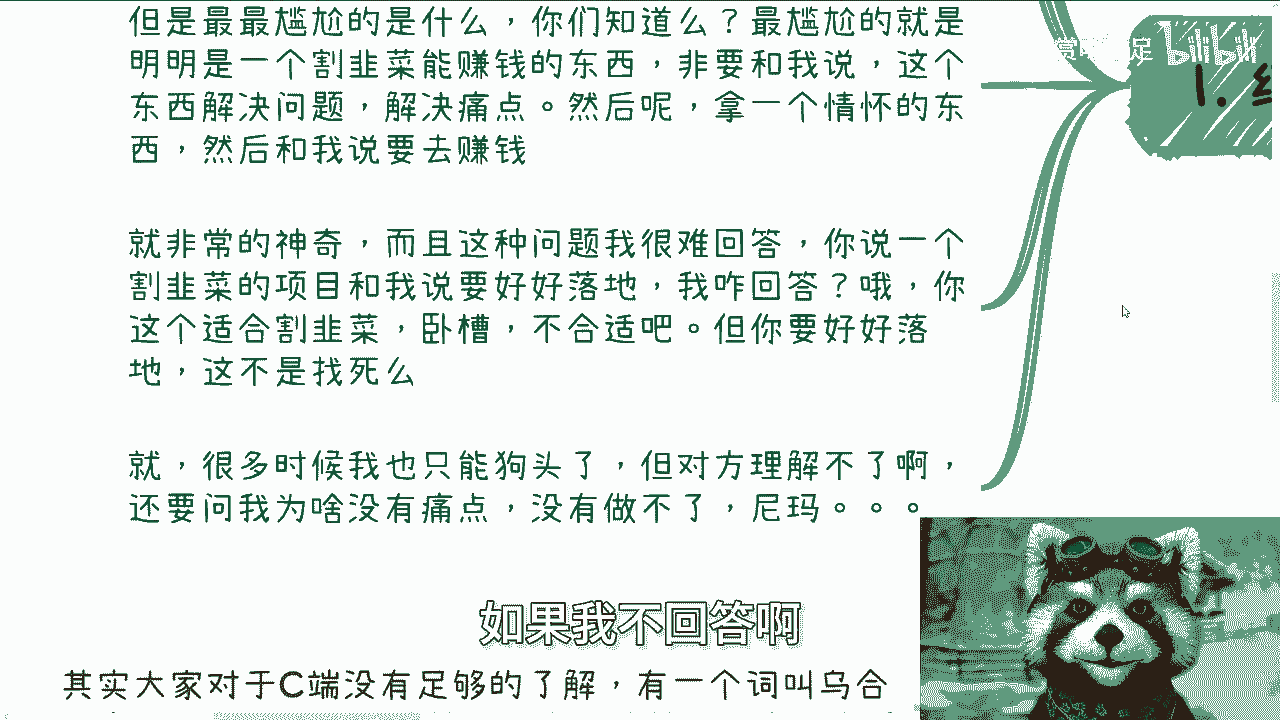 但是最最尴尬的是什么，你们知道么？最尴尬的就是
明明是一个割韭菜能赚钱的东西，非要和我说，这个
东西解决问题，解决痛点。然后呢，拿一个情怀的东
西，然后和我说要去赚钱
就非常的神奇，而且这种问题我很难回答，你说一个
割韭菜的项目和我说要好好落地，我咋回答？哦，你
这个适合割韭菜，卧槽，不合适吧。但你要好好落
地，这不是找死么
就，很多时候我也只能狗头了，但对方理解不了啊，
还要问我为啥没有痛点，没有做不了，尼玛。。。
bilibili
1.
如果我不回答啊
其实大家对于C端没有足够的了解，有一个词叫乌合